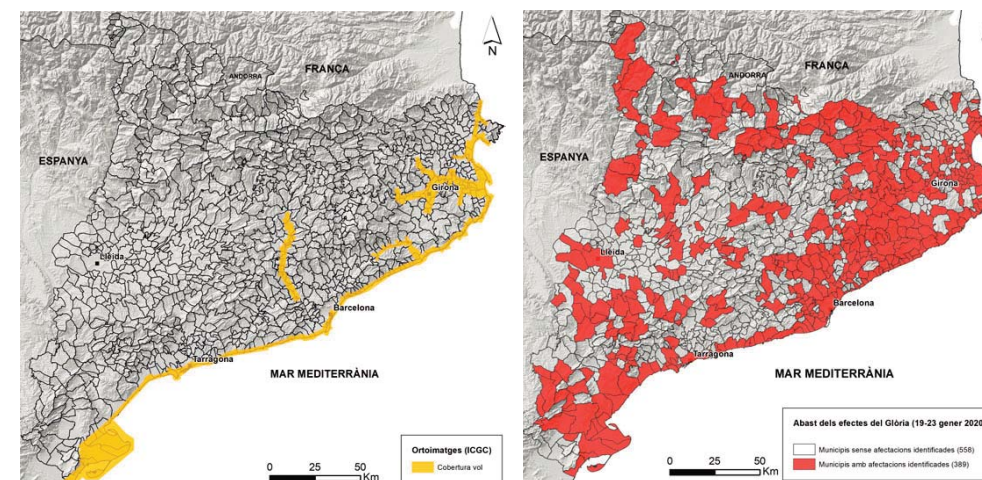 N
FRANÇA
ANDORRA
ESPANYA
Girona
Lleida
Barcelona
Tarragona
MAR MEDITERRÀNIA
Ortoimatges (ICGC)
Cobertura vol
0 25 50
Km
FRANÇA
ANDORRA
ESPANYA
Girona
Lleida
Barcelona
Tarragona
MAR MEDITERRÀNIA
Abast dels efectes del Glòria (19-23 gener 2020
Municipis sense afectacions identificades (558)
Municipis amb afectacions identificades (389)
0 25 50
Km